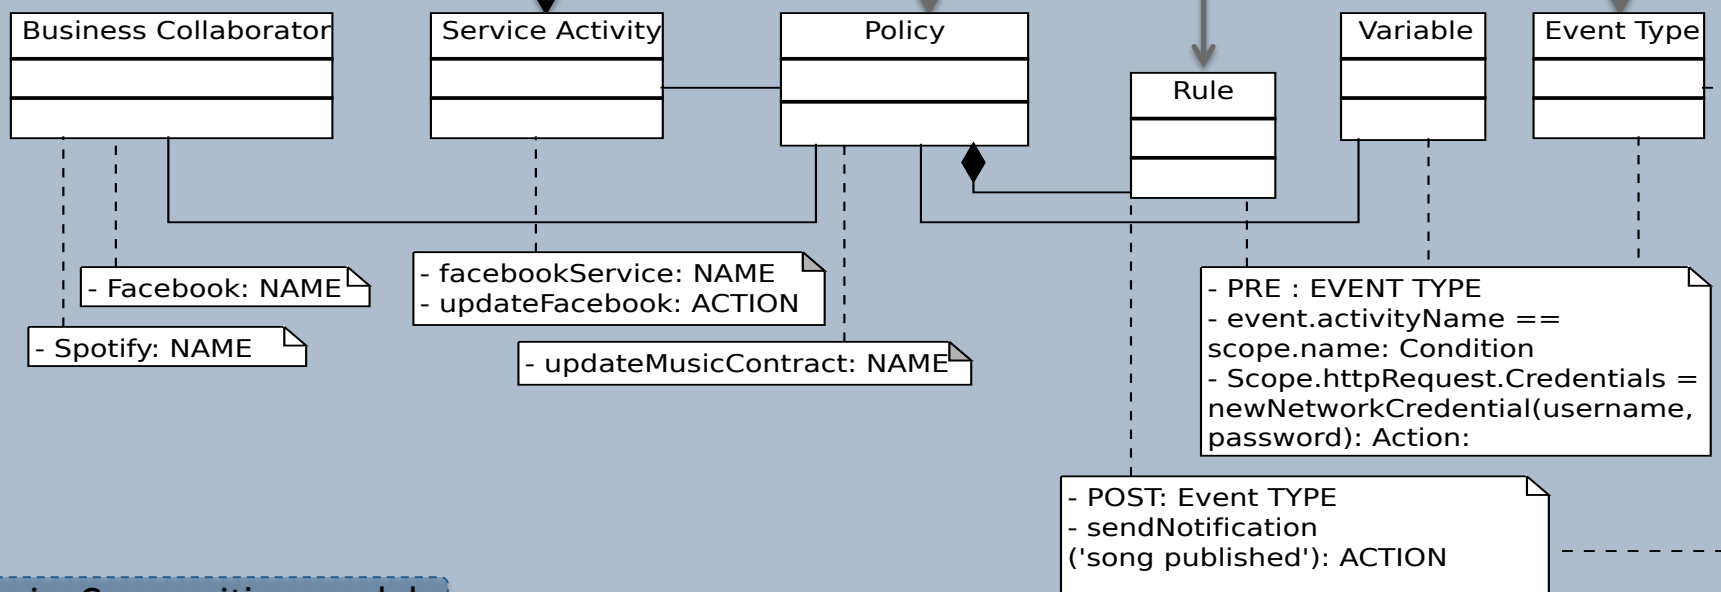 Business Collaborator
Service Activity
Policy
Variable
Event Type
Rule
- facebookService: NAME
- updateFacebook: ACTION
- Facebook: NAME
- Spotify: NAME
- updateMusicContract: NAME
- PRE : EVENT TYPE
- event.activityName ==
scope.name: Condition
- Scope.httpRequest.Credentials =
newNetworkCredential(username,
password): Action:
- POST: Event TYPE
- sendNotification
('song published'): ACTION